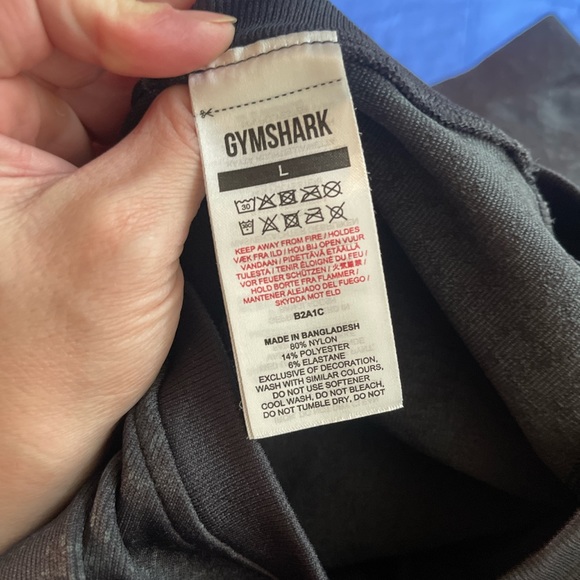 GYMSHARK
L
30
30
KEEP AWAY FROM FIRE / HOLDES
VÆK FRA ILD / HOU BIJ OPEN VUUR
VANDAAN / PIDETTÄVÄ ETÄÄLLÄ
TULESTA / TENIR ÉLOIGNÉ DU FEU /
VOR FEUER SCHÜTZEN / 火気厳禁 /
HOLD BORTE FRA FLAMMER /
MANTENER ALEJADO DEL FUEGO /
SKYDDA MOT ELD
B2A1C
MADE IN BANGLADESH
80% NYLON
14% POLYESTER
6% ELASTANE
EXCLUSIVE OF DECORATION,
WASH WITH SIMILAR COLOURS,
DO NOT USE SOFTENER
COOL WASH, DO NOT BLEACH,
DO NOT TUMBLE DRY, DO NOT